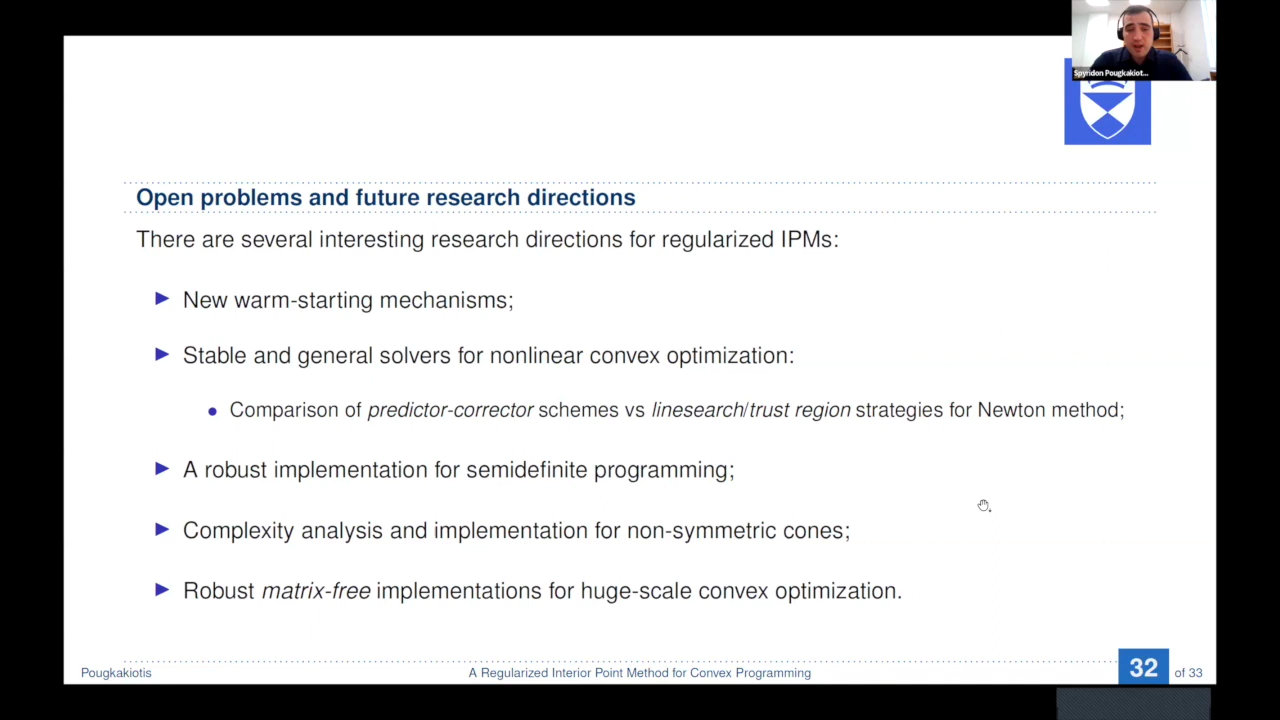 Spyridon Pougkakiot...
Open problems and future research directions
There are several interesting research directions for regularized IPMs:
New warm-starting mechanisms;
Stable and general solvers for nonlinear convex optimization:
Comparison of predictor-corrector schemes vs linesearch/trust region strategies for Newton method;
A robust implementation for semidefinite programming;
Complexity analysis and implementation for non-symmetric cones;
Robust matrix-free implementations for huge-scale convex optimization.
Pougkakiotis
A Regularized Interior Point Method for Convex Programming
32 of 33